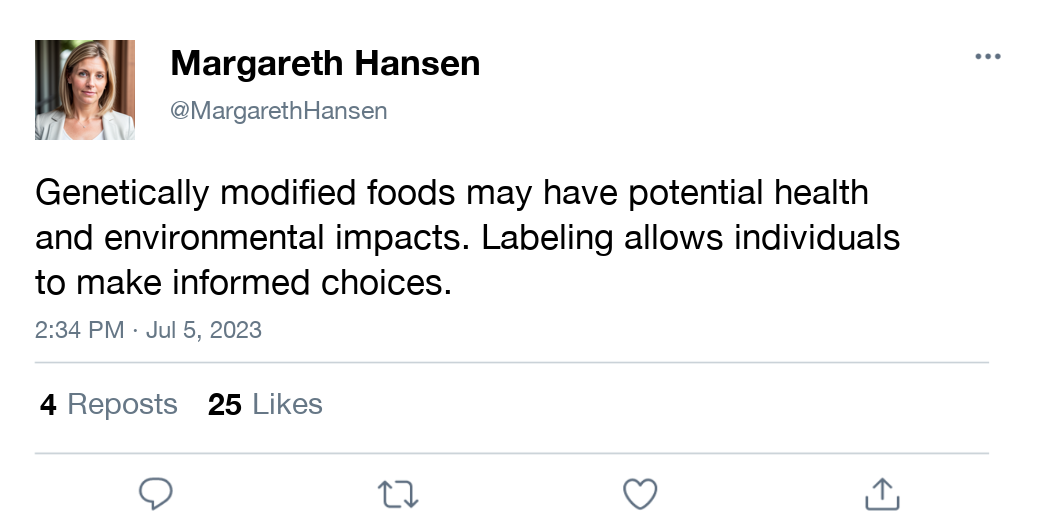 Margareth Hansen
@MargarethHansen
Genetically modified foods may have potential health
and environmental impacts. Labeling allows individuals
to make informed choices.
2:34 PM · Jul 5, 2023
4 Reposts 25 Likes